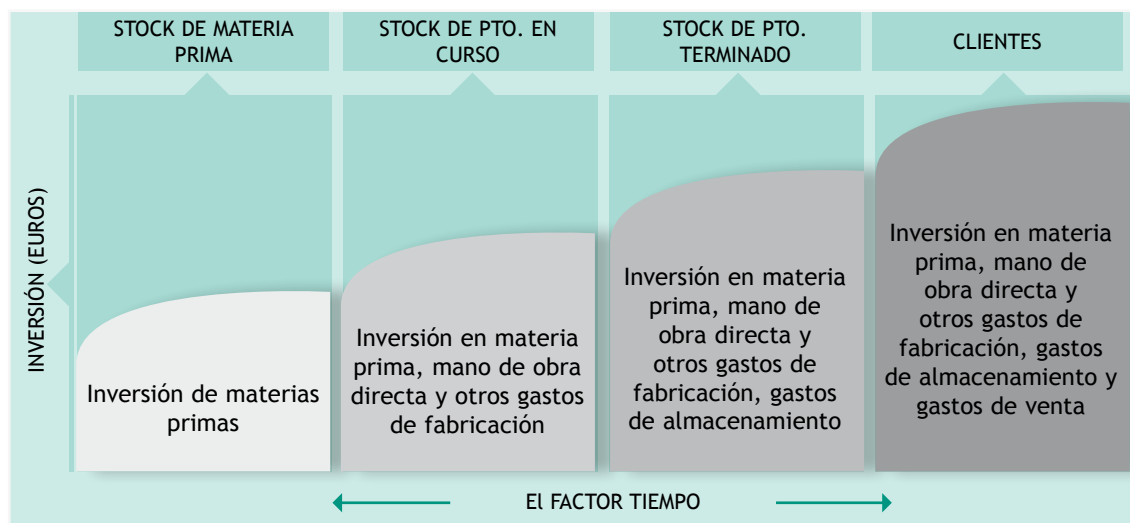 STOCK DE MATERIA
PRIMA
STOCK DE PTO. EN
CURSO
STOCK DE PTO.
TERMINADO
CLIENTES
INVERSIÓN (EUROS)
Inversión de materias
primas
Inversión en materia
prima, mano de obra
directa y otros gastos
de fabricación
Inversión en materia
prima, mano de
obra directa y
otros gastos de
fabricación, gastos
de almacenamiento
Inversión en materia
prima, mano de
obra directa y
otros gastos de
fabricación, gastos
de almacenamiento y
gastos de venta
El FACTOR TIEMPO